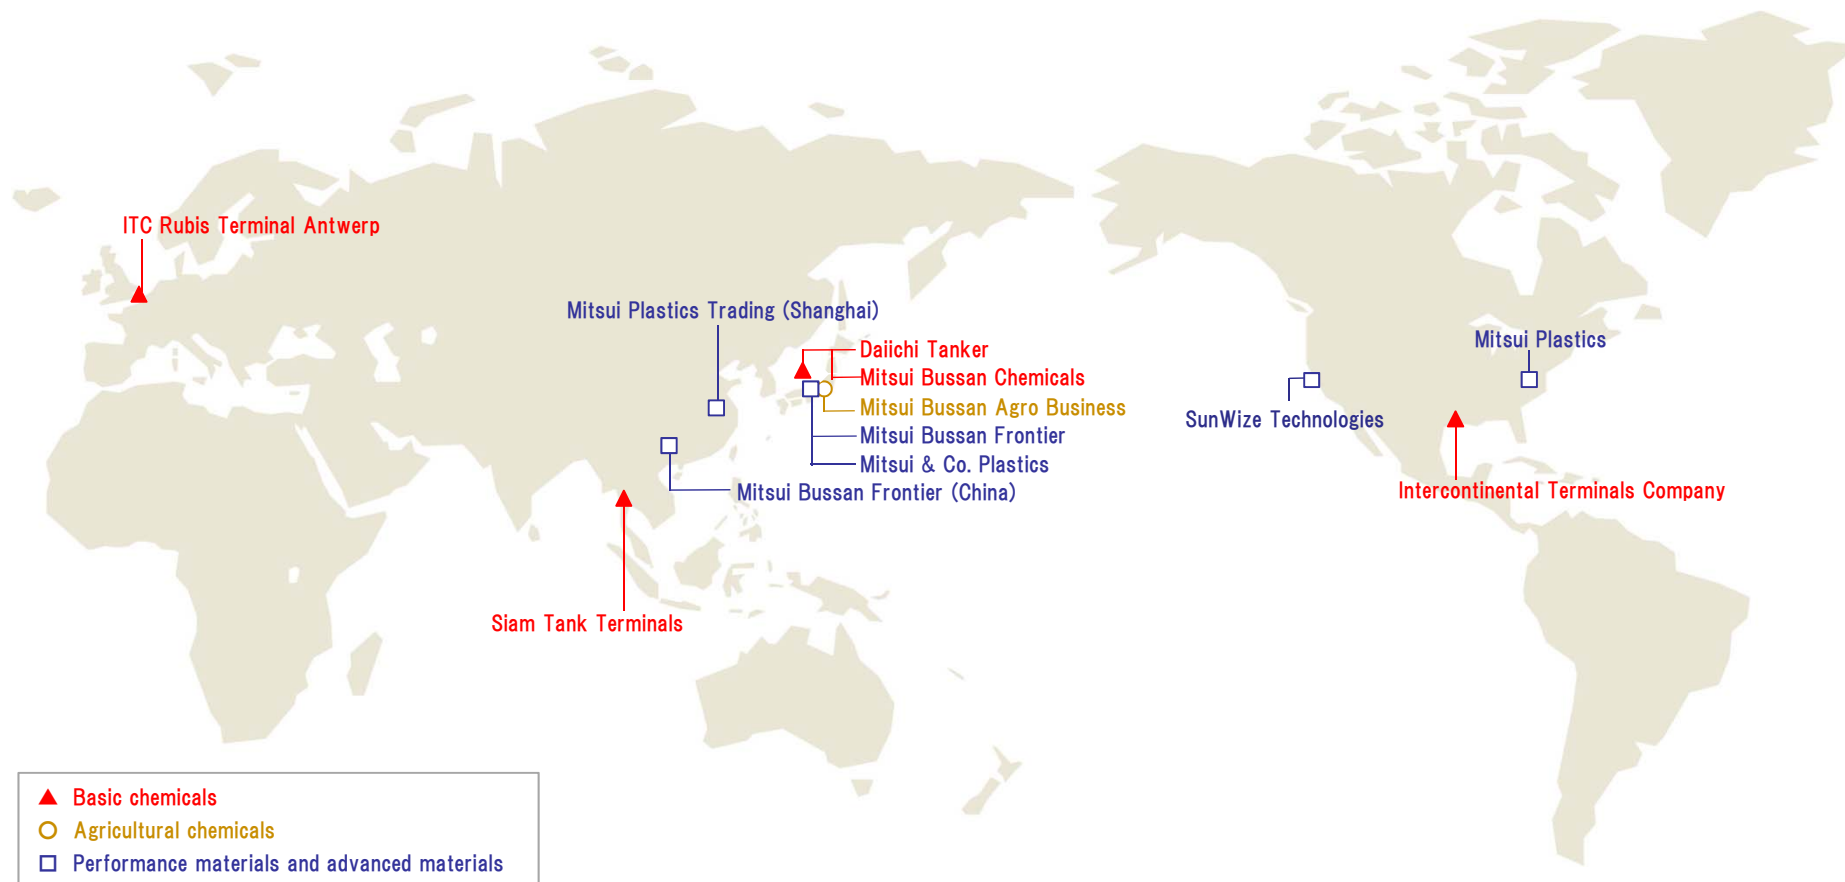 ITC Rubis Terminal Antwerp
Mitsui Plastics Trading (Shanghai)
Daiichi Tanker
Mitsui Bussan Chemicals
Mitsui Bussan Agro Business
Mitsui Bussan Frontier
Mitsui & Co. Plastics
Mitsui Bussan Frontier (China)
Siam Tank Terminals
Mitsui Plastics
SunWize Technologies
Intercontinental Terminals Company
Basic chemicals
Agricultural chemicals
Performance materials and advanced materials